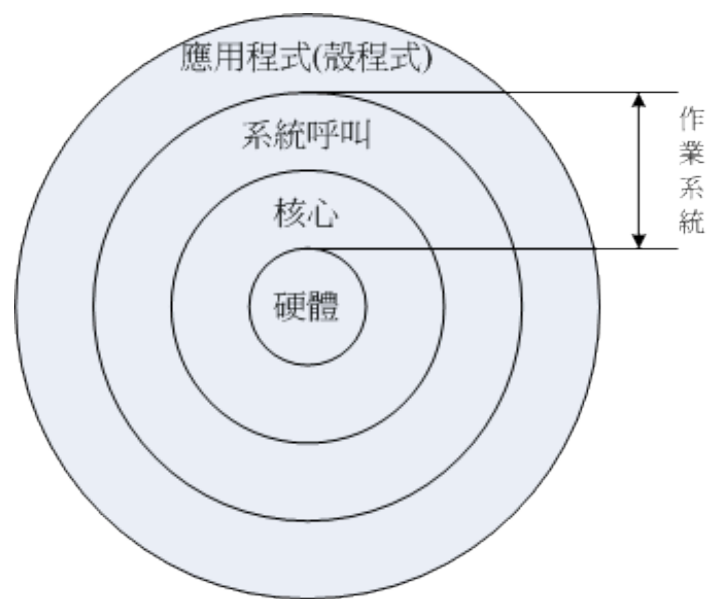 應用程式(殼程式)
系統呼叫
核心
硬體
作業系統